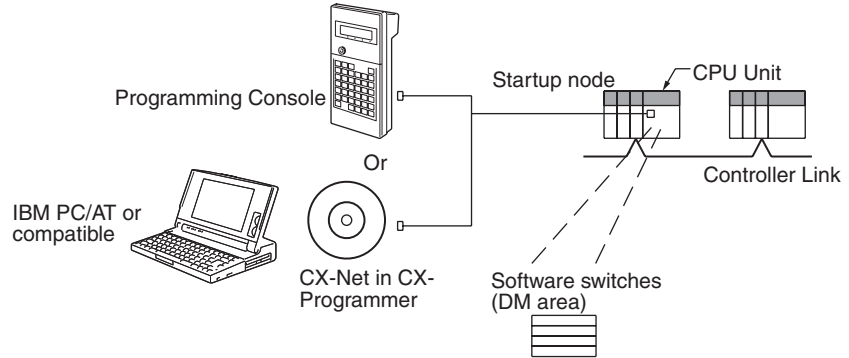 Startup node
CPU Unit
Programming Console
Or
Controller Link
IBM PC/AT or
compatible
CX-Net in CX-
Programmer
Software switches
(DM area)